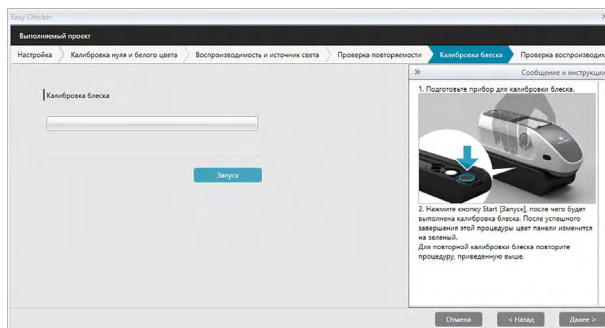 Easy Checker
Выполняемый проект
Настройка Калибровка нуля и белого цвета Воспроизводимость и источник света Проверка повторяемости Калибровка блеска Проверка воспроизводим
» Сообщение и инструкции
Калибровка блеска
Запуск
1. Подготовьте прибор для калибровки блеска.
2. Нажмите кнопку Start [Запуск], после чего будет
выполнена калибровка блеска. После успешного
завершения этой процедуры цвет панели изменится
на зеленый.
Для повторной калибровки блеска повторите
процедуру, приведенную выше.
Отмена < Назад Далее >